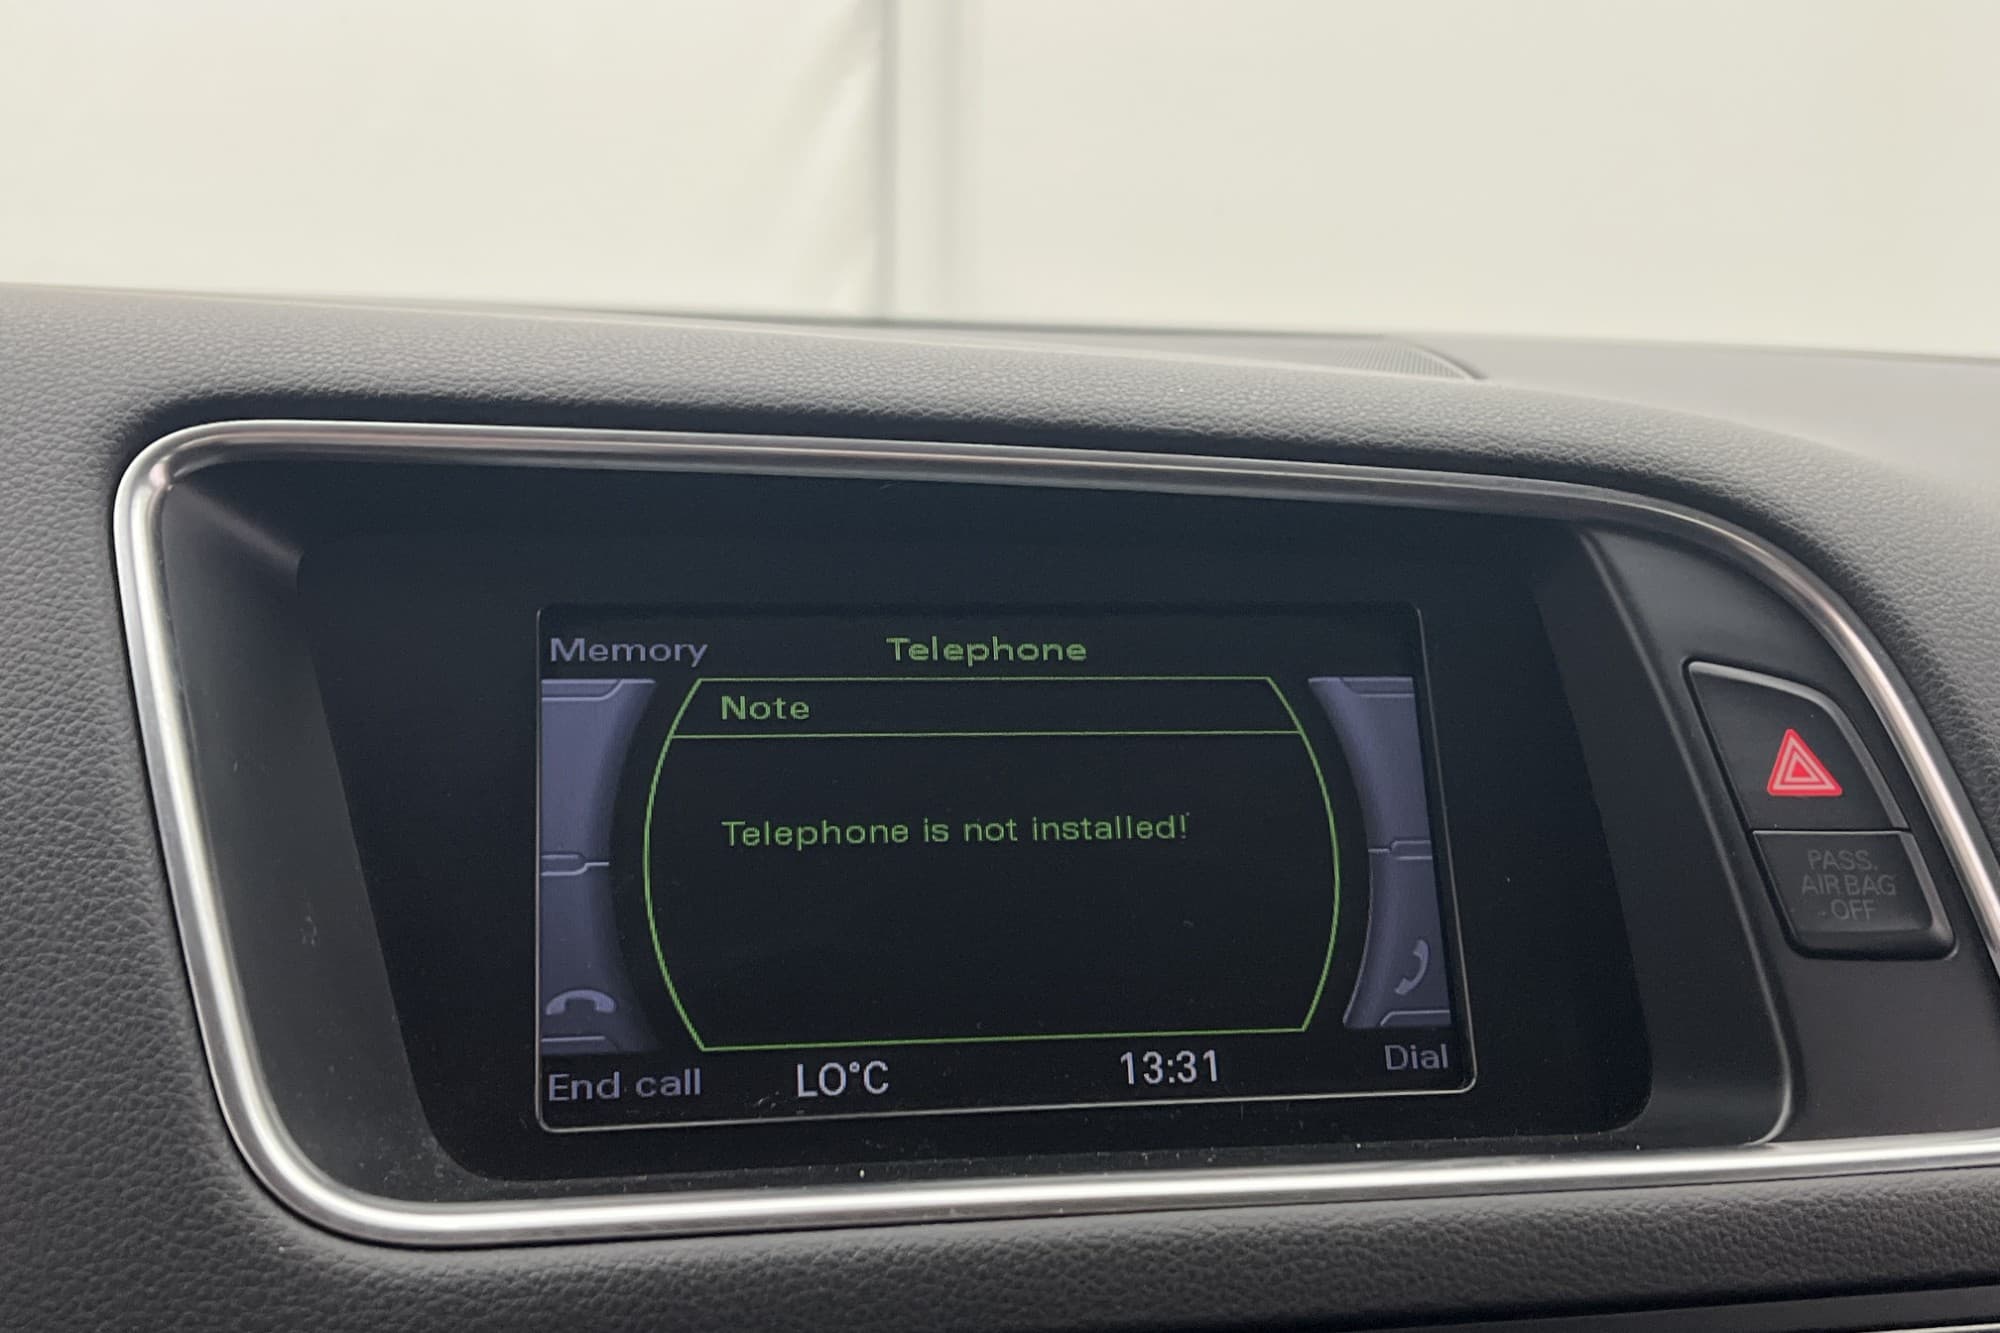 Memory
Telephone
Note
Telephone is not installed!
End call
LO°C
13:31
Dial
PASS.
AIR BAG
OFF